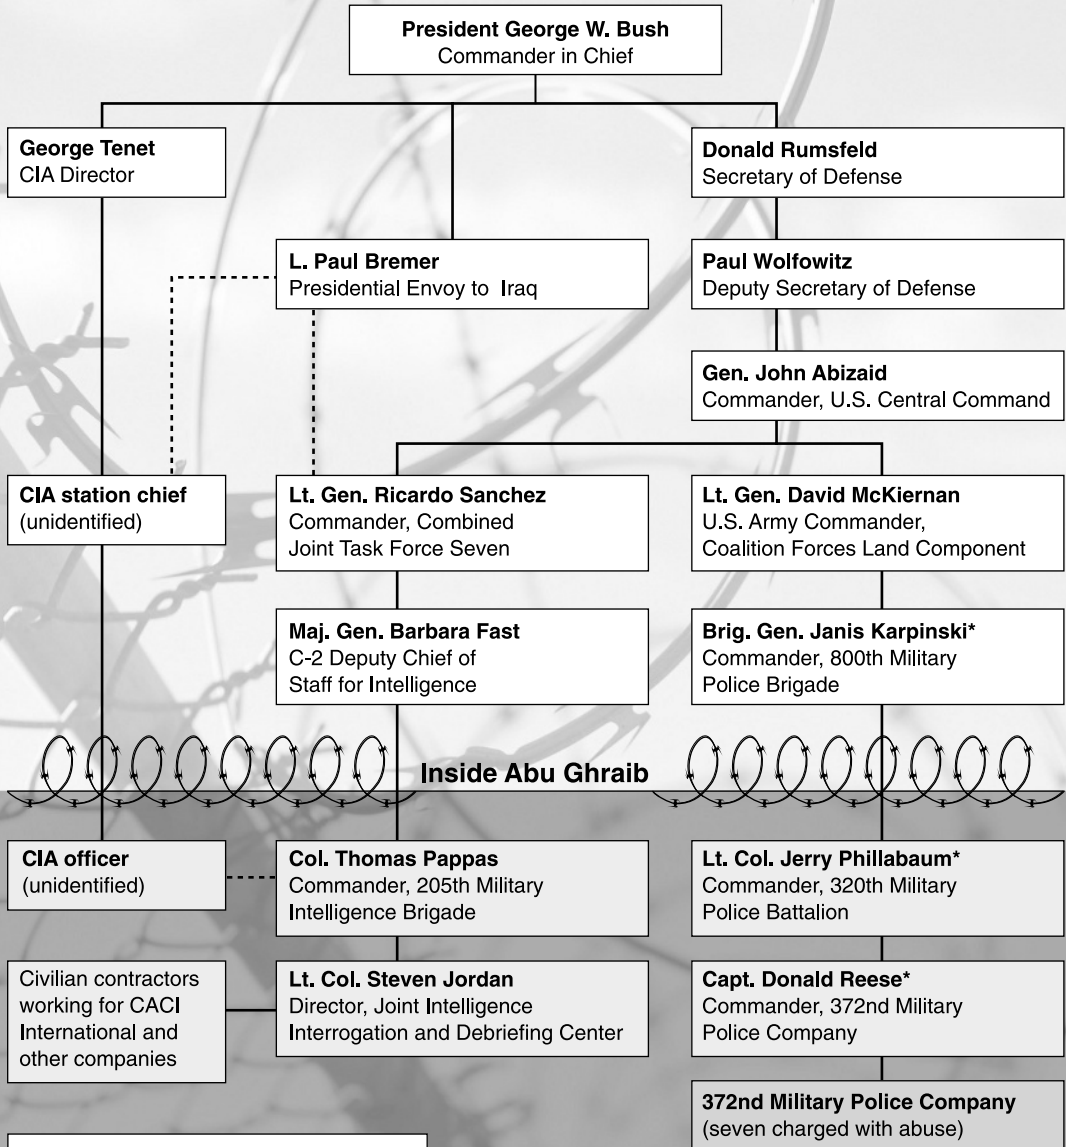 President George W. Bush
Commander in Chief
George Tenet
CIA Director
Donald Rumsfeld
Secretary of Defense
L. Paul Bremer
Presidential Envoy to Iraq
Paul Wolfowitz
Deputy Secretary of Defense
Gen. John Abizaid
Commander, U.S. Central Command
CIA station chief
(unidentified)
Lt. Gen. Ricardo Sanchez
Commander, Combined
Joint Task Force Seven
Lt. Gen. David McKiernan
U.S. Army Commander,
Coalition Forces Land Component
Maj. Gen. Barbara Fast
C-2 Deputy Chief of
Staff for Intelligence
Brig. Gen. Janis Karpinski*
Commander, 800th Military
Police Brigade
Inside Abu Ghraib
CIA officer
(unidentified)
Col. Thomas Pappas
Commander, 205th Military
Intelligence Brigade
Lt. Col. Jerry Phillabaum*
Commander, 320th Military
Police Battalion
Civilian contractors
working for CACI
International and
other companies
Lt. Col. Steven Jordan
Director, Joint Intelligence
Interrogation and Debriefing Center
Capt. Donald Reese*
Commander, 372nd Military
Police Company
372nd Military Police Company
(seven charged with abuse)